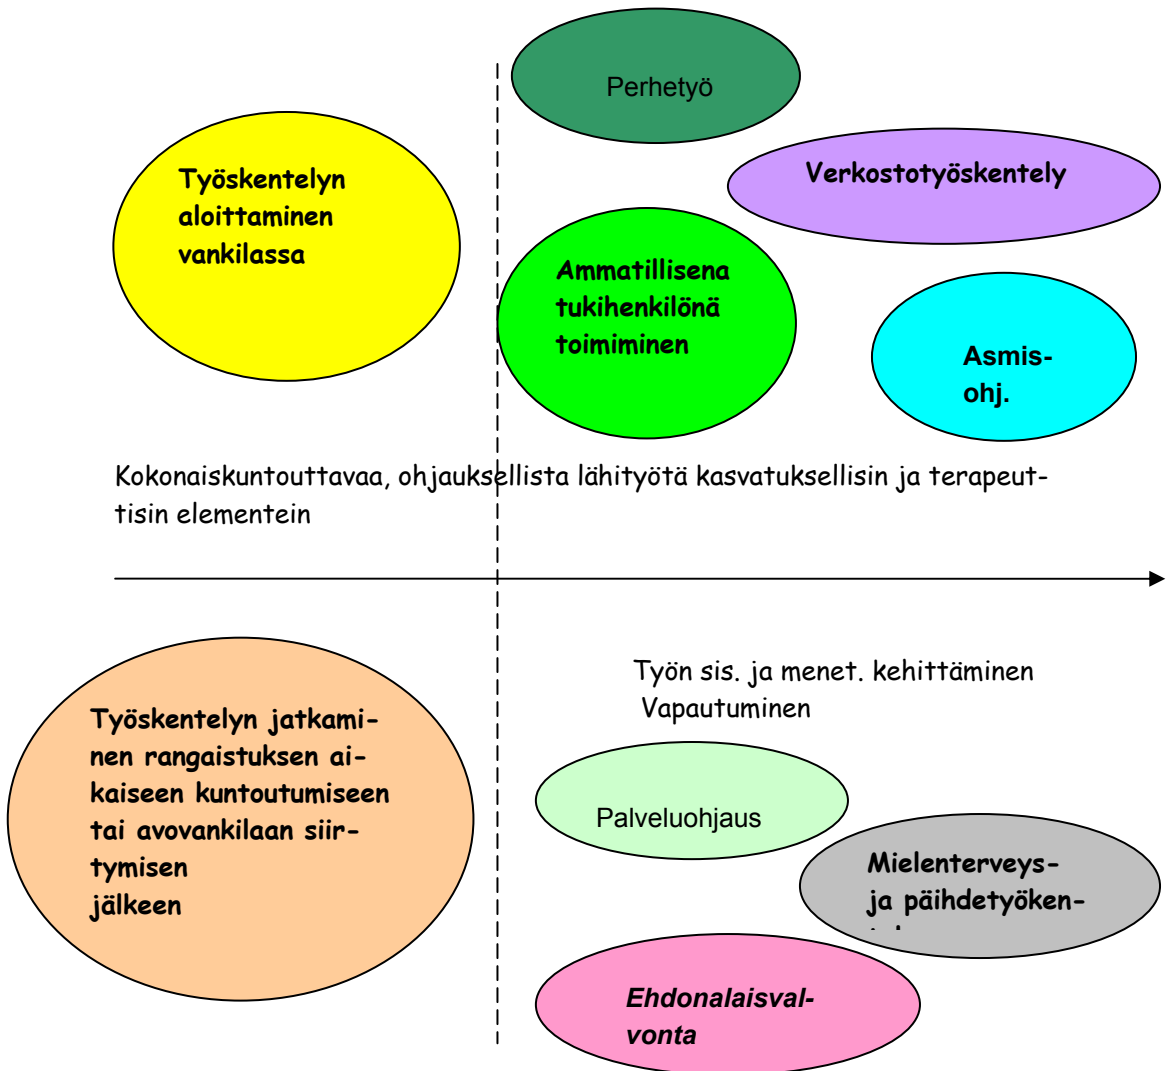 Perhetyö
Verkostotyöskentely
Työskentelyn
aloittaminen
vankilassa
Ammatillisena
tukihenkilönä
toimiminen
Asmis-
ohj.
Kokonaiskuntouttavaa, ohjauksellista lähityötä kasvatuksellisin ja terapeut-
tisin elementein
Työn sis. ja menet. kehittäminen
Vapautuminen
Työskentelyn jatkami-
nen rangaistuksen ai-
kaiseen kuntoutumiseen
tai avovankilaan siir-
tymisen
jälkeen
Palveluohjaus
Mielenterveys-
ja päihdetyöken-
Ehdonalaisval-
vonta